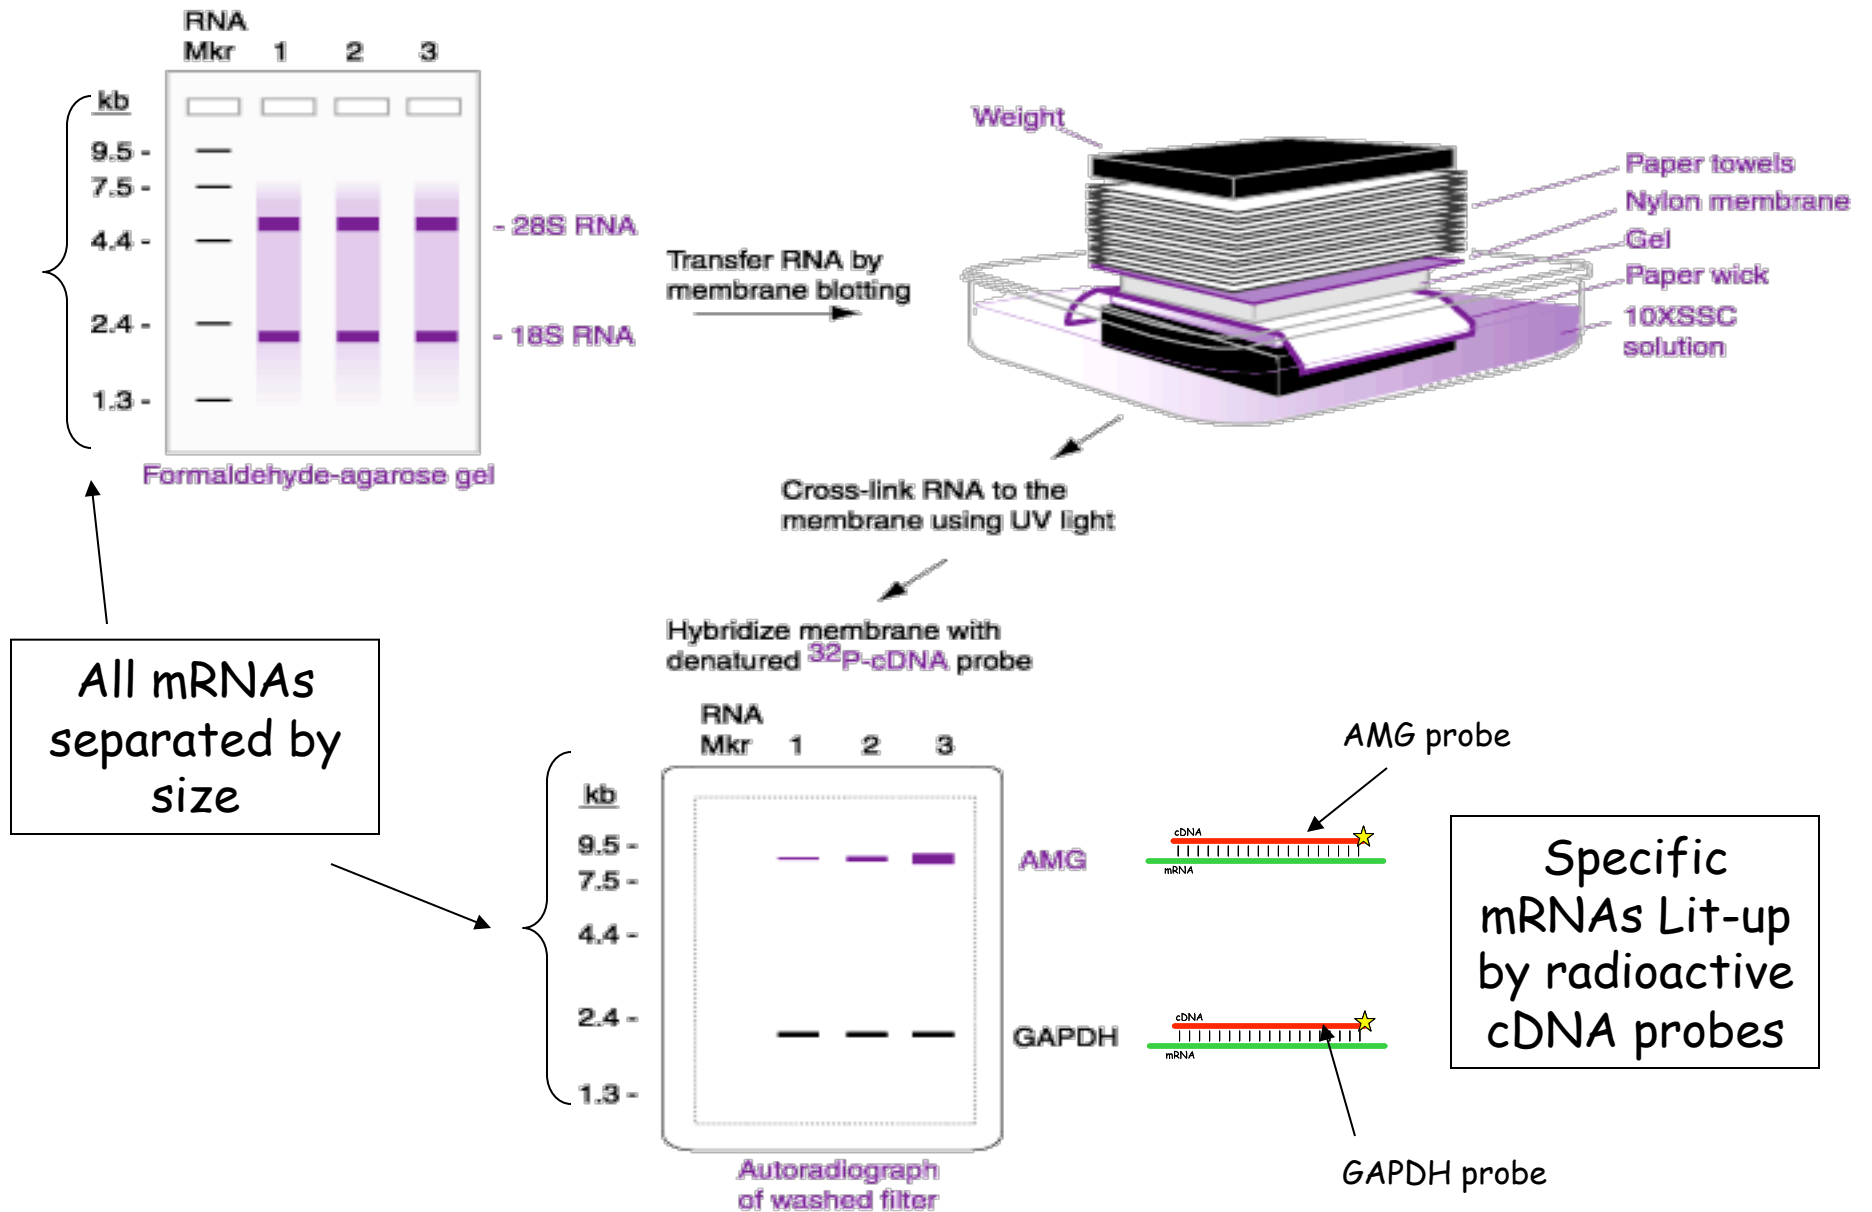 RNA
Mkr 1 2 3
kb
9.5 -
7.5 -
4.4 -
2.4 -
1.3 -
- 28S RNA
- 18S RNA
Formaldehyde-agarose gel
Transfer RNA by
membrane blotting
Weight
Paper towels
Nylon membrane
Gel
Paper wick
10XSSC
solution
Cross-link RNA to the
membrane using UV light
Hybridize membrane with
denatured 32P-cDNA probe
All mRNAs
separated by
size
RNA
Mkr 1 2 3
kb
9.5 -
7.5 -
4.4 -
2.4 -
1.3 -
AMG
GAPDH
Autoradiograph
of washed filter
AMG probe
cDNA
mRNA
cDNA
mRNA
GAPDH probe
Specific
mRNAs Lit-up
by radioactive
cDNA probes